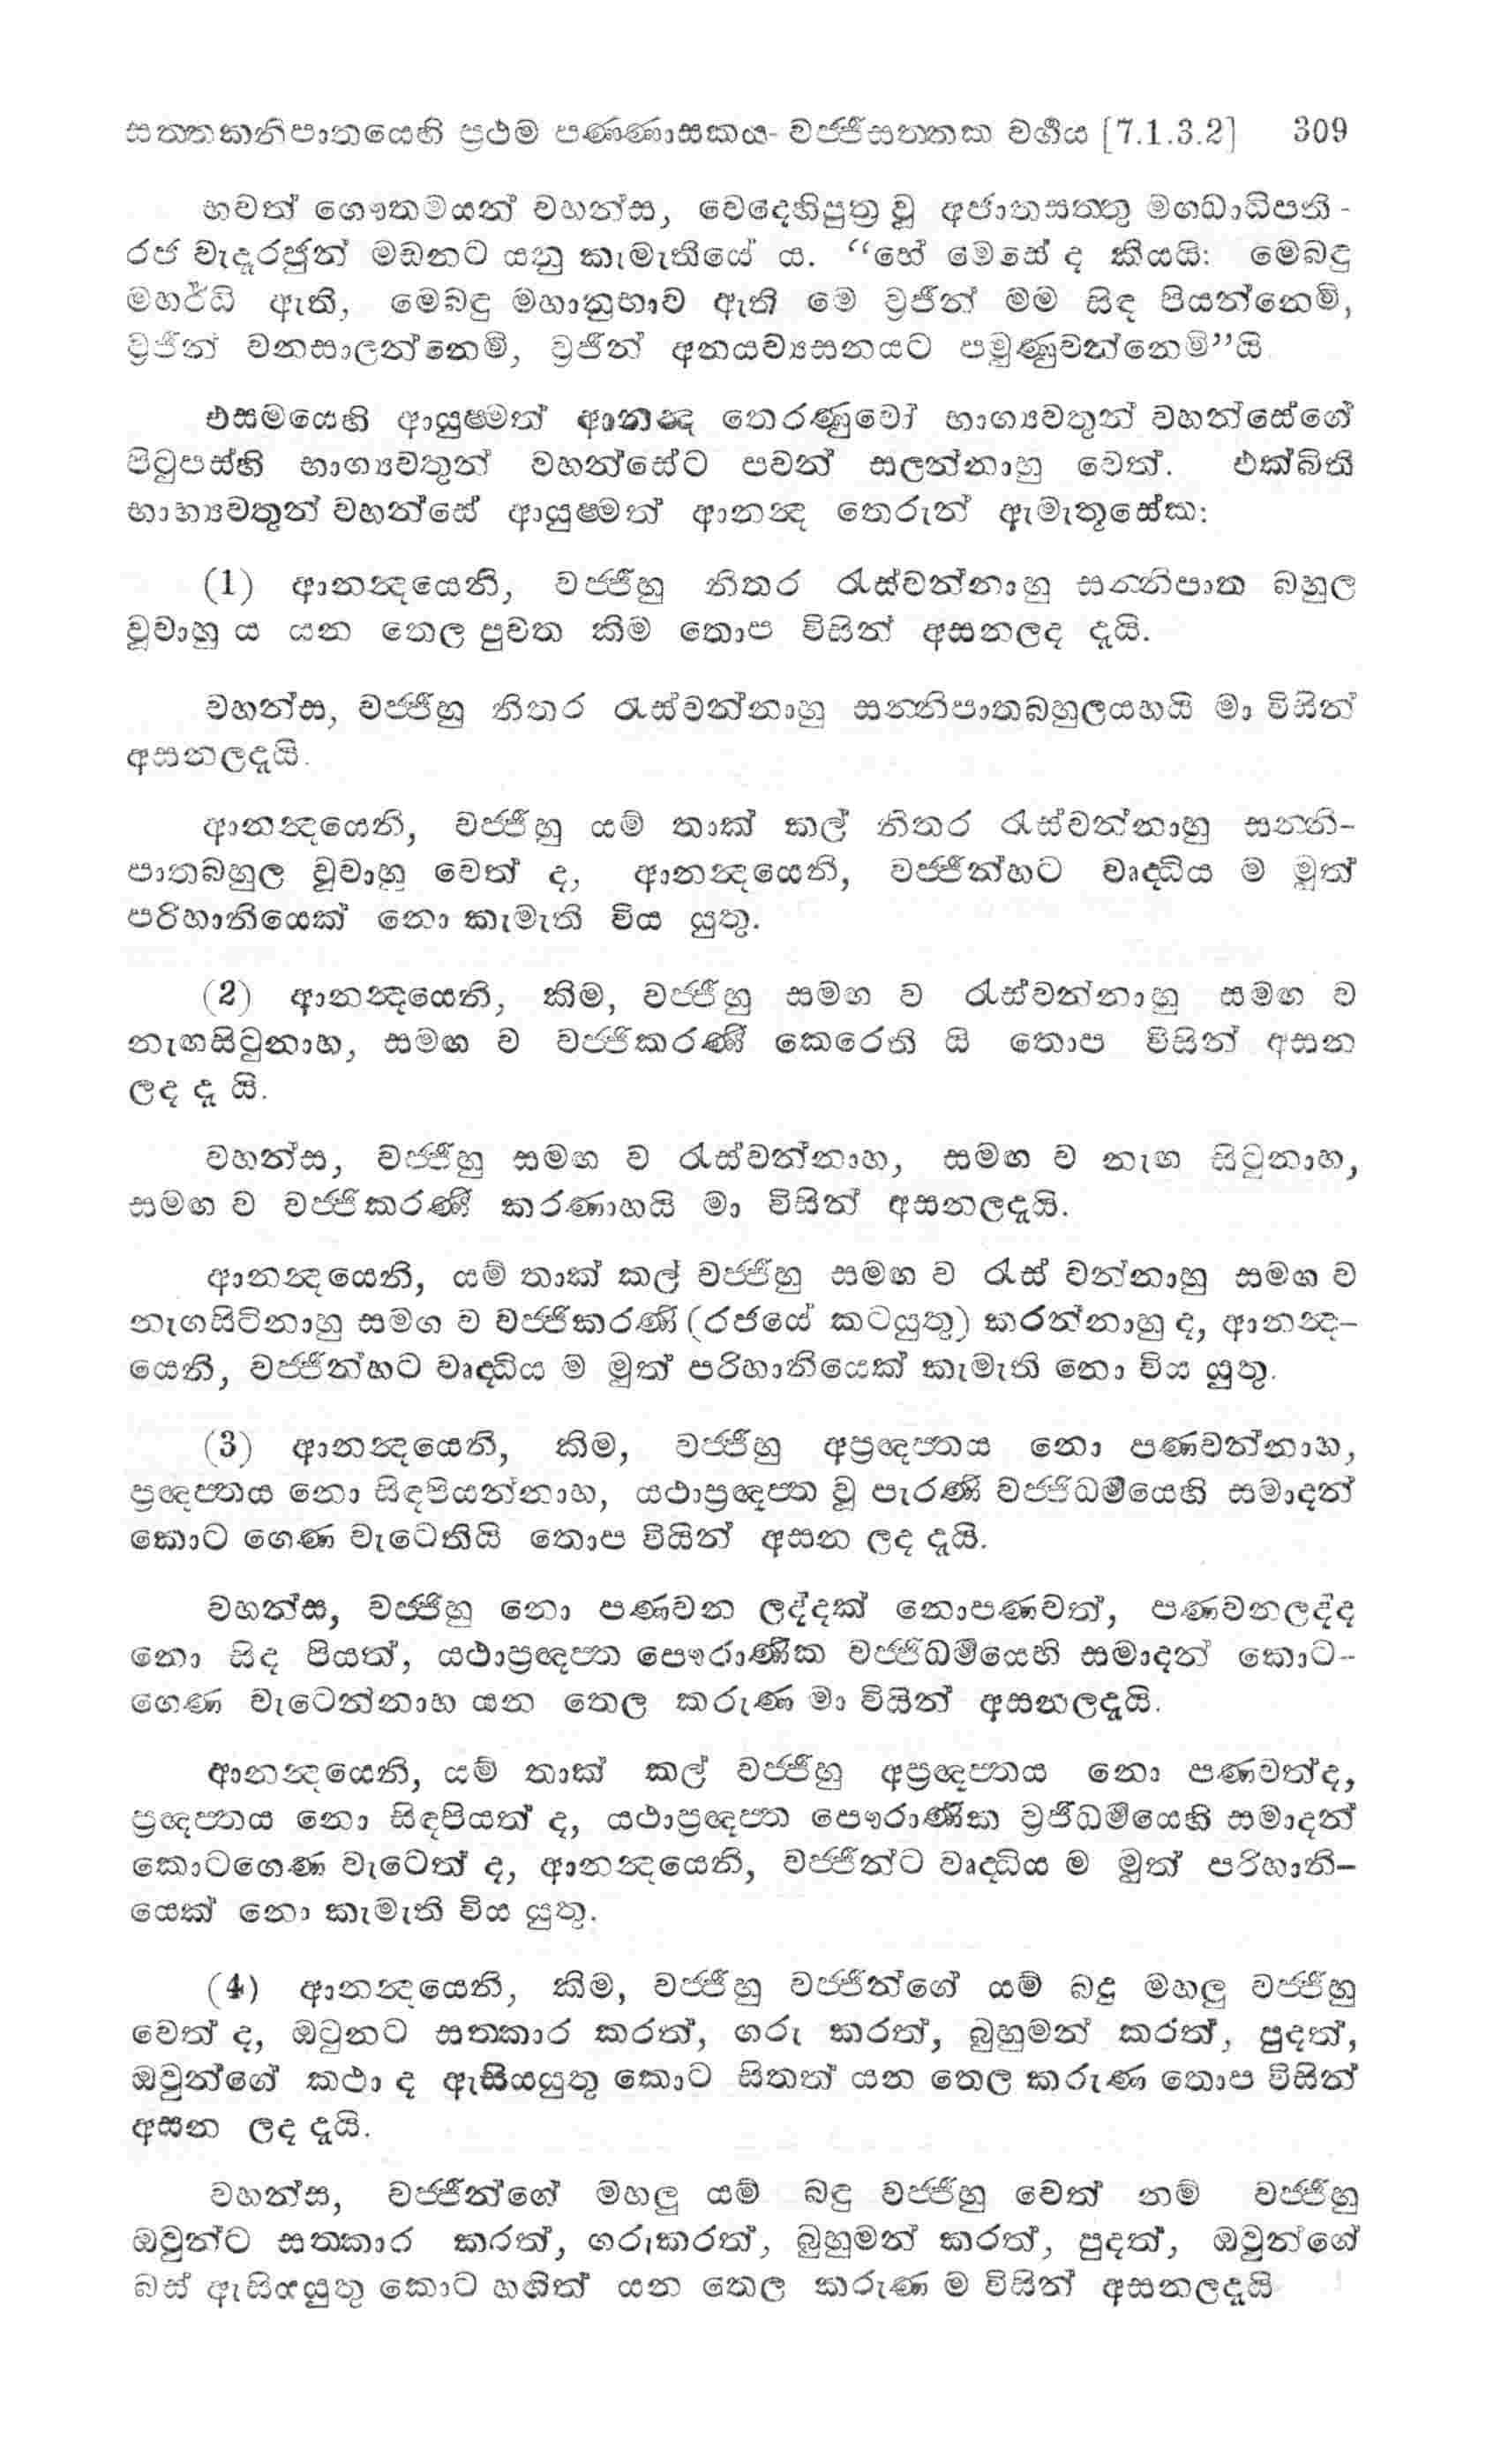 සත්තකනිපාතයෙහි ප්‍රථම පණ්ණාසකය- වජ්ජීසත්තක වර්‍ගය [7.1.3.2] 309
භවත් ගෞතමයන් වහන්ස, වෙදෙහිපුත්‍ර වූ අජාතසත්තු මගධාධිපති-
රජ වැදෑරජුන් මඩනට යනු කැමැතියේ ය. “හේ මෙසේ ද කියයි: මෙබඳු
මහර්ධි ඇති, මෙබඳු මහානුභාව ඇති මේ ව්‍රජීන් මම සිඳ පියන්නෙමි,
ව්‍රජීන් වනසාලන්නෙමි, ව්‍රජීන් අනයව්‍යසනයට පමුණුවන්නෙමි”යි
එසමයෙහි ආයුෂ්මත් ආනන්‍ද තෙරණුවෝ භාග්‍යවතුන් වහන්සේගේ
පිටුපස්හි භාග්‍යවතුන් වහන්සේට පවන් සලන්නාහු වෙත්. එක්බිති
භාග්‍යවතුන් වහන්සේ ආයුෂ්මත් ආනන්‍ද තෙරුන් ඇමැතූසේක:
(1) ආනන්‍දයෙනි, වජ්ජීහු නිතර රැස්වන්නාහු සන්නිපාත බහුල
වූවාහු ය යන තෙල පුවත කිම තොප විසින් අසනලද දැයි.
වහන්ස, වජ්ජීහු නිතර රැස්වන්නාහු සන්නිපාතබහුලයහයි මා විසින්
අසනලදැයි.
ආනන්‍දයෙනි, වජ්ජීහු යම් තාක් කල් නිතර රැස්වන්නාහු සන්නි-
පාතබහුල වූවාහු වෙත් ද, ආනන්‍දයෙනි, වජ්ජීන්හට වෘද්ධිය ම මුත්
පරිහානියෙක් නො කැමැති විය යුතු.
(2) ආනන්‍දයෙනි, කිම, වජ්ජීහු සමඟ ව රැස්වන්නාහු සමඟ ව
නැඟසිටුනාහ, සමඟ ව වජ්ජිකරණී කෙරෙති යි තොප විසින් අසන
ලද දැ යි.
වහන්ස, වජ්ජීහු සමඟ ව රැස්වන්නාහ, සමඟ ව නැඟ සිටුනාහ,
සමඟ ව වජ්ජිකරණී කරණාහයි මා විසින් අසනලදැයි.
ආනන්‍දයෙනි, යම් තාක් කල් වජ්ජීහු සමඟ ව රැස් වන්නාහු සමඟ ව
නැගසිටිනාහු සමග ව වජ්ජිකරණී (රජයේ කටයුතු) කරන්නාහු ද, ආනන්‍ද-
යෙනි, වජ්ජීන්හට වෘද්ධිය ම මුත් පරිහානියෙක් කැමැති නො විය යුතු.
(3) ආනන්‍දයෙනි, කිම, වජ්ජීහු අප්‍රඥප්තය නො පණවන්නාහ,
ප්‍රඥප්තය නො සිඳපියන්නාහ, යථාප්‍රඥප්ත වූ පැරණි වජ්ජිධර්‍මයෙහි සමාදන්
කොට ගෙණ වැටෙතියි තොප විසින් අසන ලද දැයි.
වහන්ස, වජ්ජීහු නො පණවන ලද්දක් නොපණවත්, පණවනලද්ද
නො සිද පියත්, යථාප්‍රඥප්ත පෞරාණික වජ්ජිධර්‍මයෙහි සමාදන් කොට-
ගෙණ වැටෙන්නාහ යන තෙල කරුණ මා විසින් අසනලදැයි.
ආනන්‍දයෙනි, යම් තාක් කල් වජ්ජීහු අප්‍රඥප්තය නො පණවත්ද,
ප්‍රඥප්තය නො සිඳපියත් ද, යථාප්‍රඥප්ත පෞරාණික ව්‍රජිධර්‍මයෙහි සමාදන්
කොටගෙණ වැටෙත් ද, ආනන්‍දයෙනි, වජ්ජීන්ට වෘද්ධිය ම මුත් පරිහානි-
යෙක් නො කැමැති විය යුතු.
(4) ආනන්‍දයෙනි, කිම, වජ්ජීහු වජ්ජීන්ගේ යම් බඳු මහලු වජ්ජීහු
වෙත් ද, ඔවුනට සත්කාර කරත්, ගරු කරත්, බුහුමන් කරත්, පුදත්,
ඔවුන්ගේ කථා ද ඇසියයුතු කොට සිතත් යන තෙල කරුණ තොප විසින්
අසන ලද දැයි.
වහන්ස, වජ්ජීන්ගේ මහලු යම් බඳු වජ්ජීහු වෙත් නම් වජ්ජීහු
ඔවුන්ට සත්කාර කරත්, ගරුකරත්, බුහුමන් කරත්, පුදත්, ඔවුන්ගේ
බස් ඇසියයුතු කොට හඟිත් යන තෙල කරුණ ම විසින් අසනලදැයි